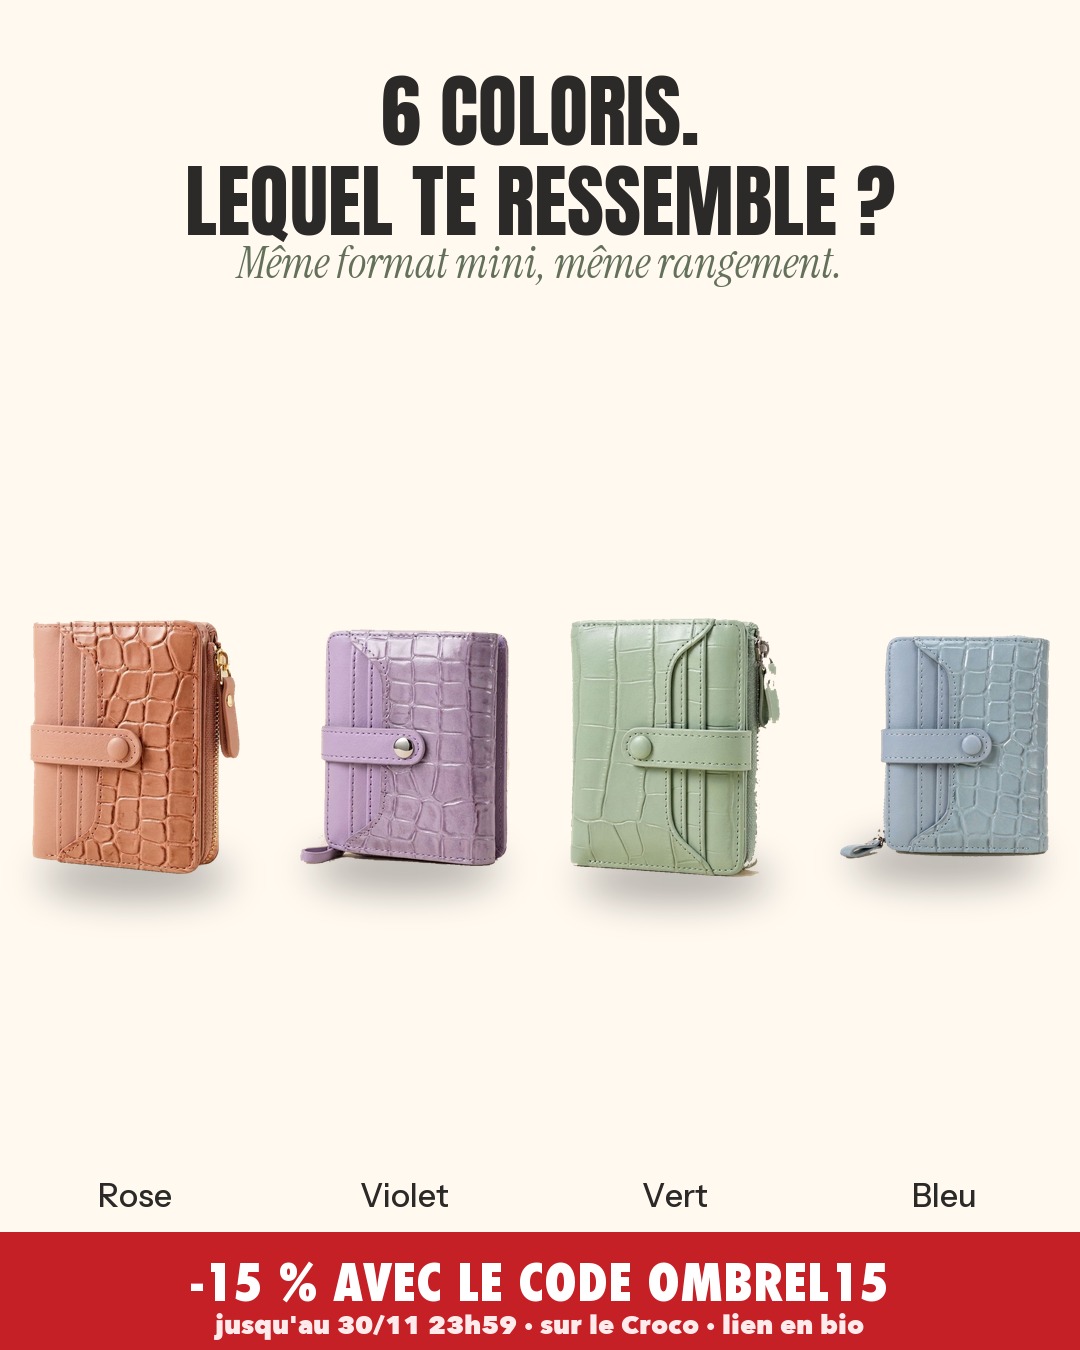 6 COLORIS.
LEQUEL TE RESSEMBLE ?
Même format mini, même rangement.
Rose
Violet
Vert
Bleu
-15 % AVEC LE CODE OMBREL15
jusqu'au 30/11 23h59 · sur le Croco · lien en bio